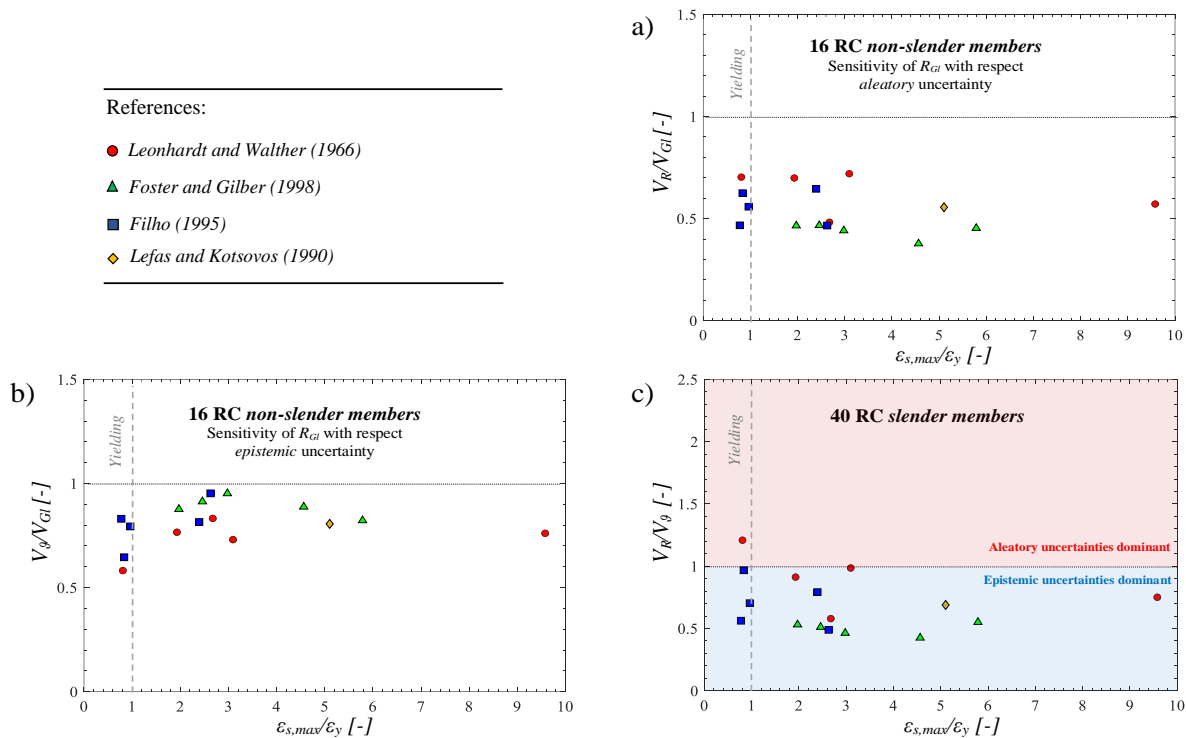 References:
Leonhardt and Walther (1966)
Foster and Gilber (1998)
Filho (1995)
Lefas and Kotsovos (1990)
a)
1.5
1
0.5
0
V_R/V_Gl [-]
Yielding
16 RC non-slender members
Sensitivity of R_Gl with respect
aleatory uncertainty
0 1 2 3 4 5 6 7 8 9 10
ε_s,max/ε_y [-]
b)
1.5
1
0.5
0
V_ϑ/V_Gl [-]
Yielding
16 RC non-slender members
Sensitivity of R_Gl with respect
epistemic uncertainty
0 1 2 3 4 5 6 7 8 9 10
ε_s,max/ε_y [-]
c)
2.5
2
1
1
0.5
0
V_R/V_ϑ [-]
Yielding
40 RC slender members
Aleatory uncertainties dominant
Epistemic uncertainties dominant
0 1 2 3 4 5 6 7 8 9 10
ε_s,max/ε_y [-]